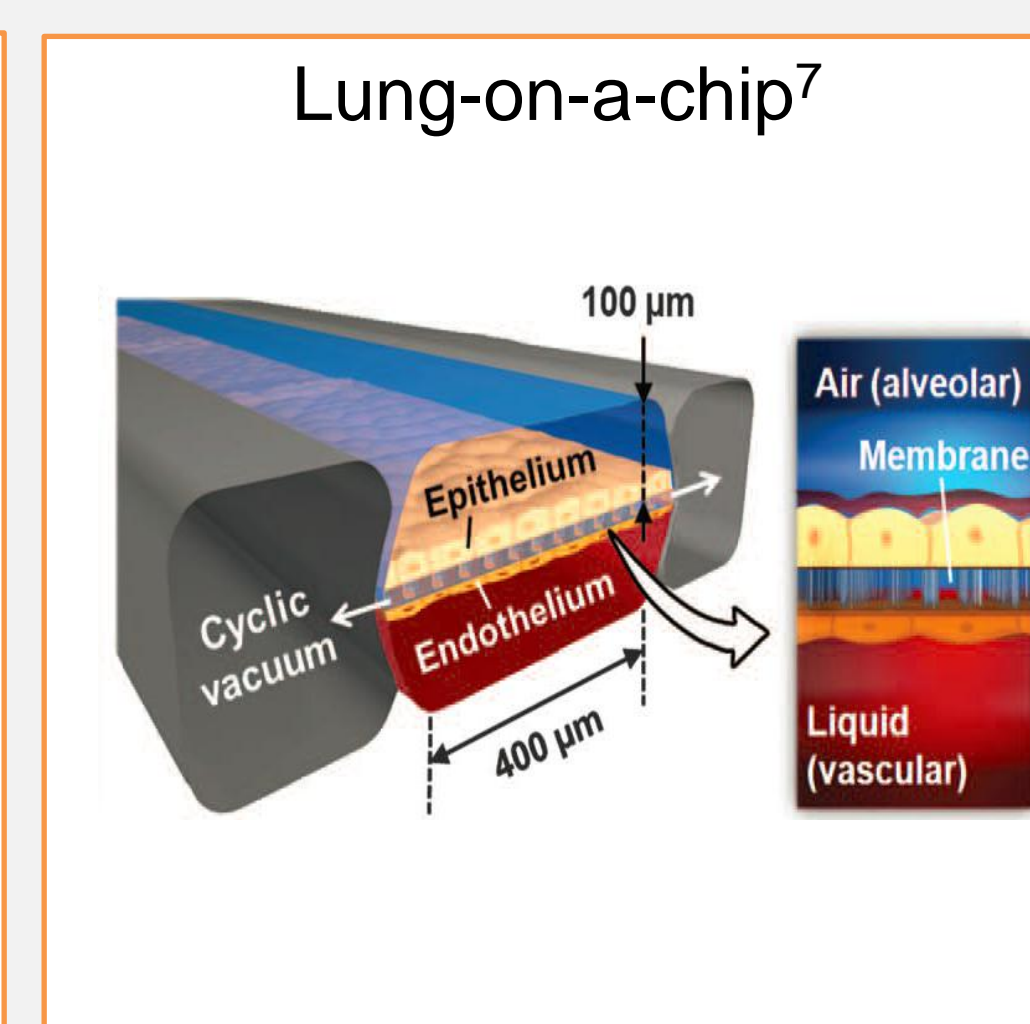 Lung-on-a-chip⁷
100 µm
Epithelium
Cyclic
vacuum
Endothelium
400 µm
Air (alveolar)
Membrane
Liquid
(vascular)